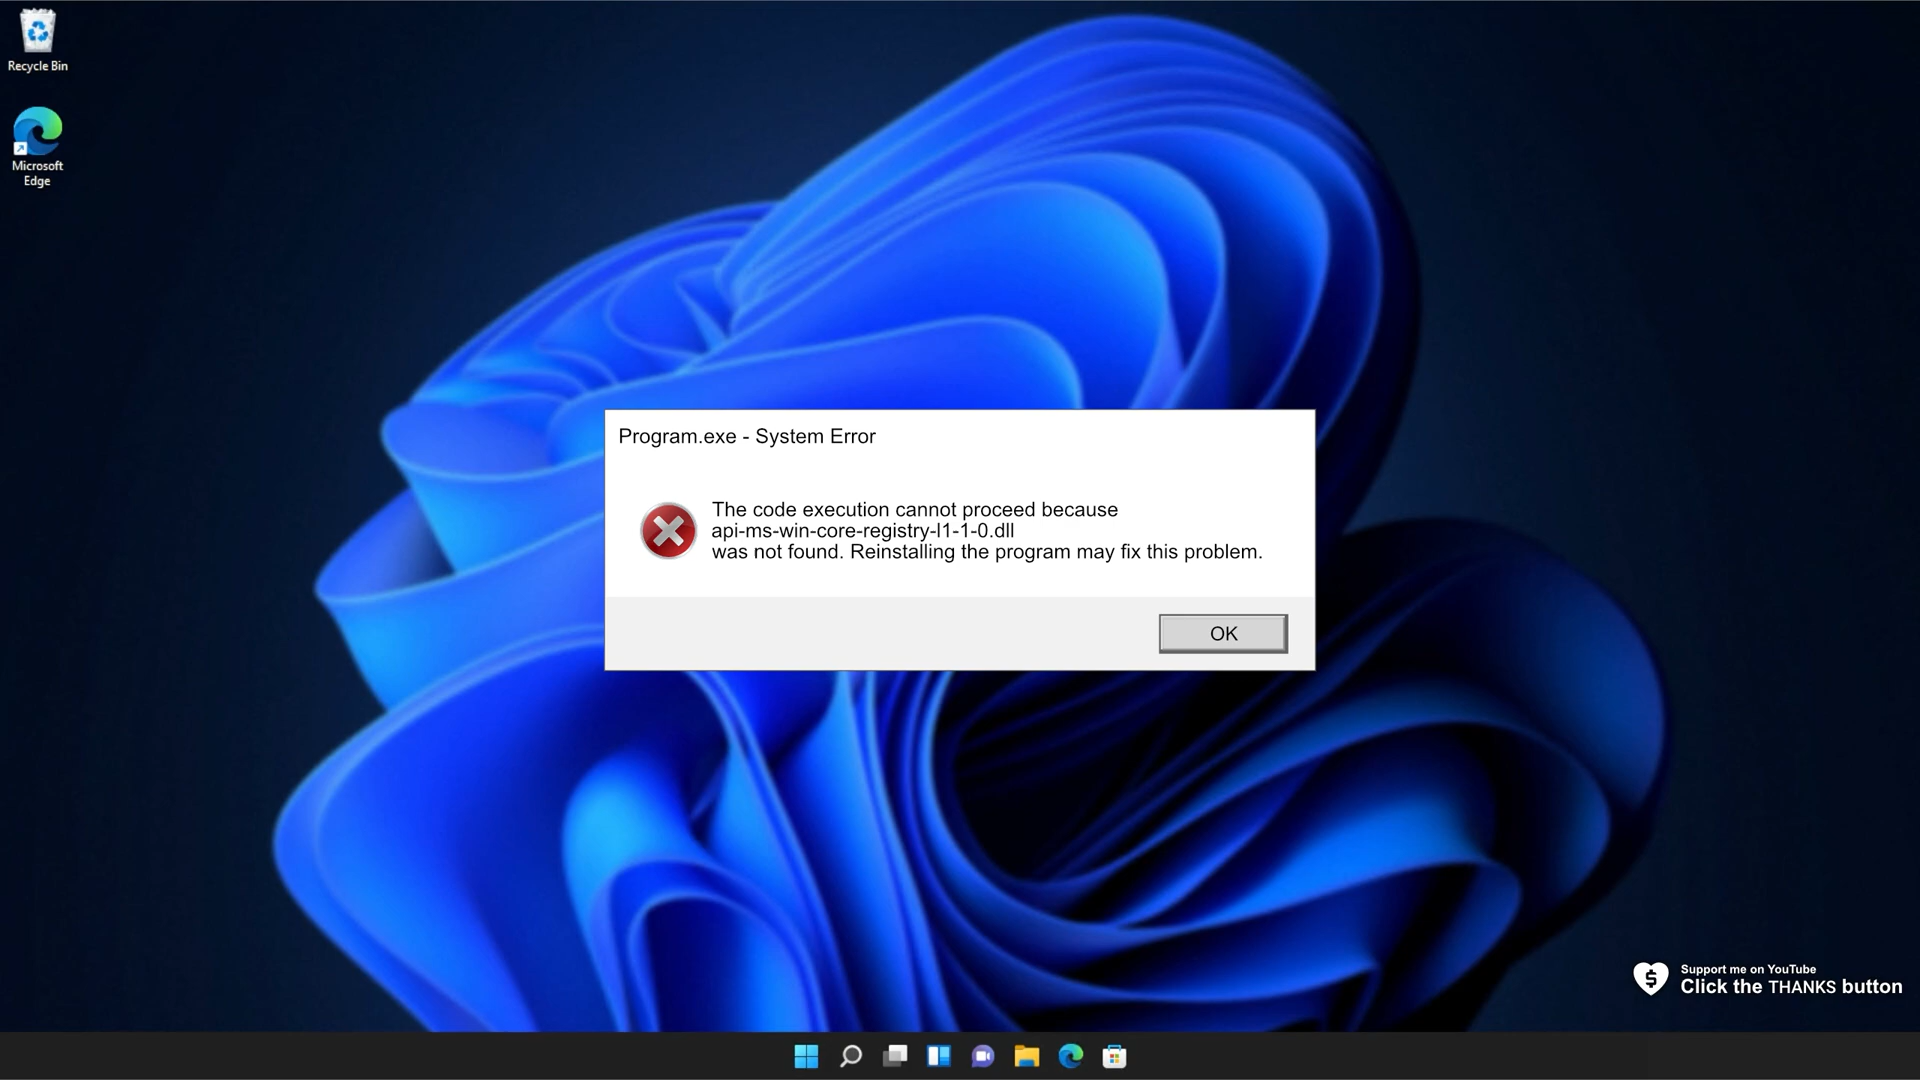 Recycle Bin
Microsoft
Edge
Program.exe - System Error
The code execution cannot proceed because
api-ms-win-core-registry-l1-1-0.dll
was not found. Reinstalling the program may fix this problem.
OK
Support me on YouTube
Click the THANKS button